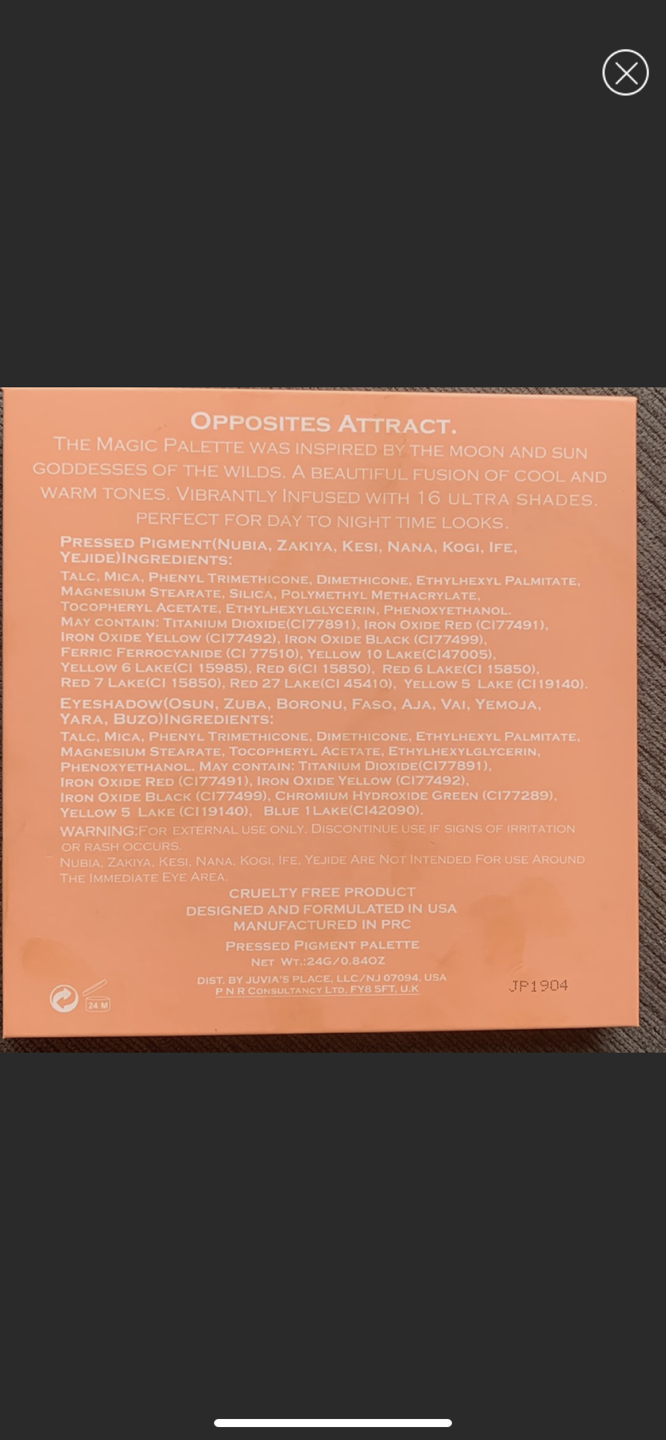 OPPOSITES ATTRACT.
THE MAGIC PALETTE WAS INSPIRED BY THE MOON AND SUN
GODDESSES OF THE WILDS. A BEAUTIFUL FUSION OF COOL AND
WARM TONES. VIBRANTLY INFUSED WITH 16 ULTRA SHADES.
PERFECT FOR DAY TO NIGHT TIME LOOKS.
PRESSED PIGMENT(NUBIA, ZAKIYA, KESI, NANA, KOGI, IFE,
YEJIDE)INGREDIENTS:
TALC, MICA, PHENYL TRIMETHICONE, DIMETHICONE, ETHYLHEXYL PALMITATE,
MAGNESIUM STEARATE, SILICA, POLYMETHYL METHACRYLATE,
TOCOPHERYL ACETATE, ETHYLHEXYLGLYCERIN, PHENOXYETHANOL.
MAY CONTAIN: TITANIUM DIOXIDE(CI77891), IRON OXIDE RED (CI77491),
IRON OXIDE YELLOW (CI77492), IRON OXIDE BLACK (CI77499),
FERRIC FERROCYANIDE (CI 77510), YELLOW 10 LAKE(CI47005),
YELLOW 6 LAKE(CI 15985), RED 6(CI 15850), RED 6 LAKE(CI 15850),
RED 7 LAKE(CI 15850), RED 27 LAKE(CI 45410), YELLOW 5 LAKE (CI19140).
EYESHADOW(OSUN, ZUBA, BORONU, FASO, AJA, VAI, YEMOJA,
YARA, BUZO)INGREDIENTS:
TALC, MICA, PHENYL TRIMETHICONE, DIMETHICONE, ETHYLHEXYL PALMITATE,
MAGNESIUM STEARATE, TOCOPHERYL ACETATE, ETHYLHEXYLGLYCERIN,
PHENOXYETHANOL. MAY CONTAIN: TITANIUM DIOXIDE(CI77891),
IRON OXIDE RED (CI77491), IRON OXIDE YELLOW (CI77492),
IRON OXIDE BLACK (CI77499), CHROMIUM HYDROXIDE GREEN (CI77289),
YELLOW 5 LAKE (CI19140), BLUE 1LAKE(CI42090).
WARNING:FOR EXTERNAL USE ONLY. DISCONTINUE USE IF SIGNS OF IRRITATION
OR RASH OCCURS.
NUBIA, ZAKIYA, KESI, NANA, KOGI, IFE, YEJIDE ARE NOT INTENDED FOR USE AROUND
THE IMMEDIATE EYE AREA.
CRUELTY FREE PRODUCT
DESIGNED AND FORMULATED IN USA
MANUFACTURED IN PRC
PRESSED PIGMENT PALETTE
NET WT.:24G/0.84OZ
DIST. BY JUVIA'S PLACE, LLC/NJ 07094, USA
P N R CONSULTANCY LTD, FY8 5FT, U.K
24 M
JP1904